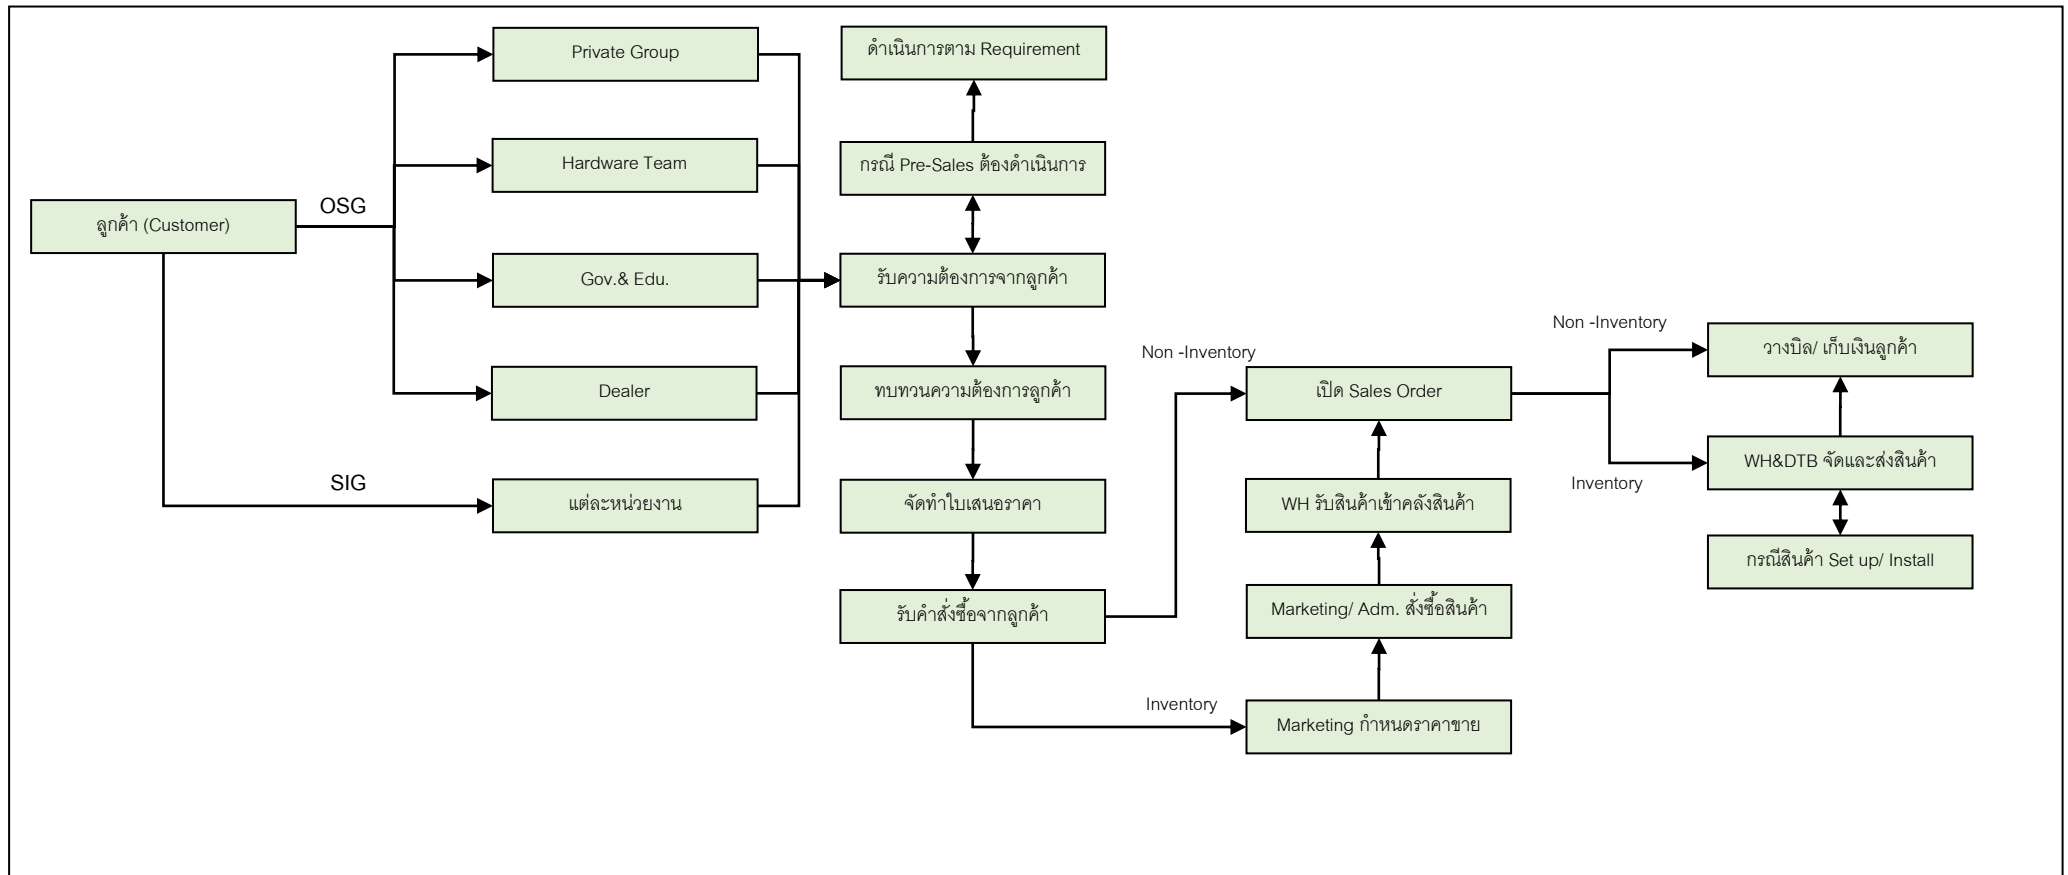 ลูกค้า (Customer)
OSG
SIG
Private Group
Hardware Team
Gov.& Edu.
Dealer
แต่ละหน่วยงาน
ดำเนินการตาม Requirement
กรณี Pre-Sales ต้องดำเนินการ
รับความต้องการจากลูกค้า
ทบทวนความต้องการลูกค้า
จัดทำใบเสนอราคา
รับคำสั่งซื้อจากลูกค้า
Non -Inventory
Inventory
เปิด Sales Order
WH รับสินค้าเข้าคลังสินค้า
Marketing/ Adm. สั่งซื้อสินค้า
Marketing กำหนดราคาขาย
Non -Inventory
Inventory
วางบิล/ เก็บเงินลูกค้า
WH&DTB จัดและส่งสินค้า
กรณีสินค้า Set up/ Install